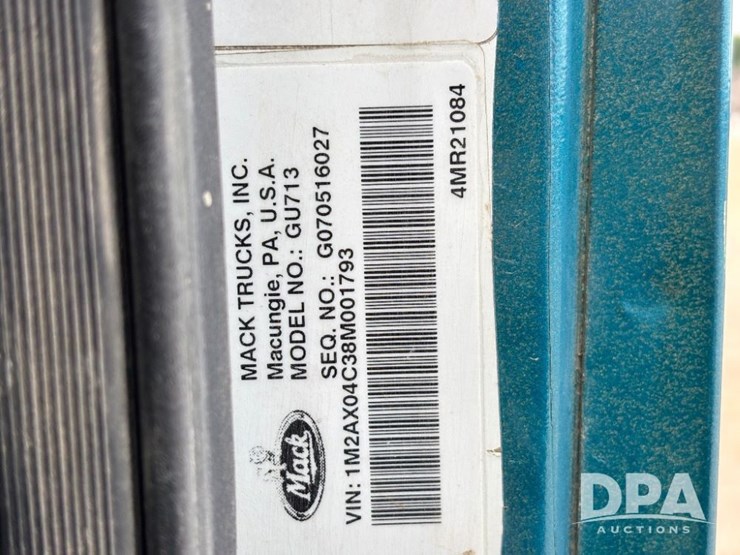 MACK TRUCKS, INC.
Macungie, PA, U.S.A.
MODEL NO.: GU713
SEQ. NO.: G070516027
Mack
VIN: 1M2AX04C38M001793
4MR21084
DPA
AUCTIONS